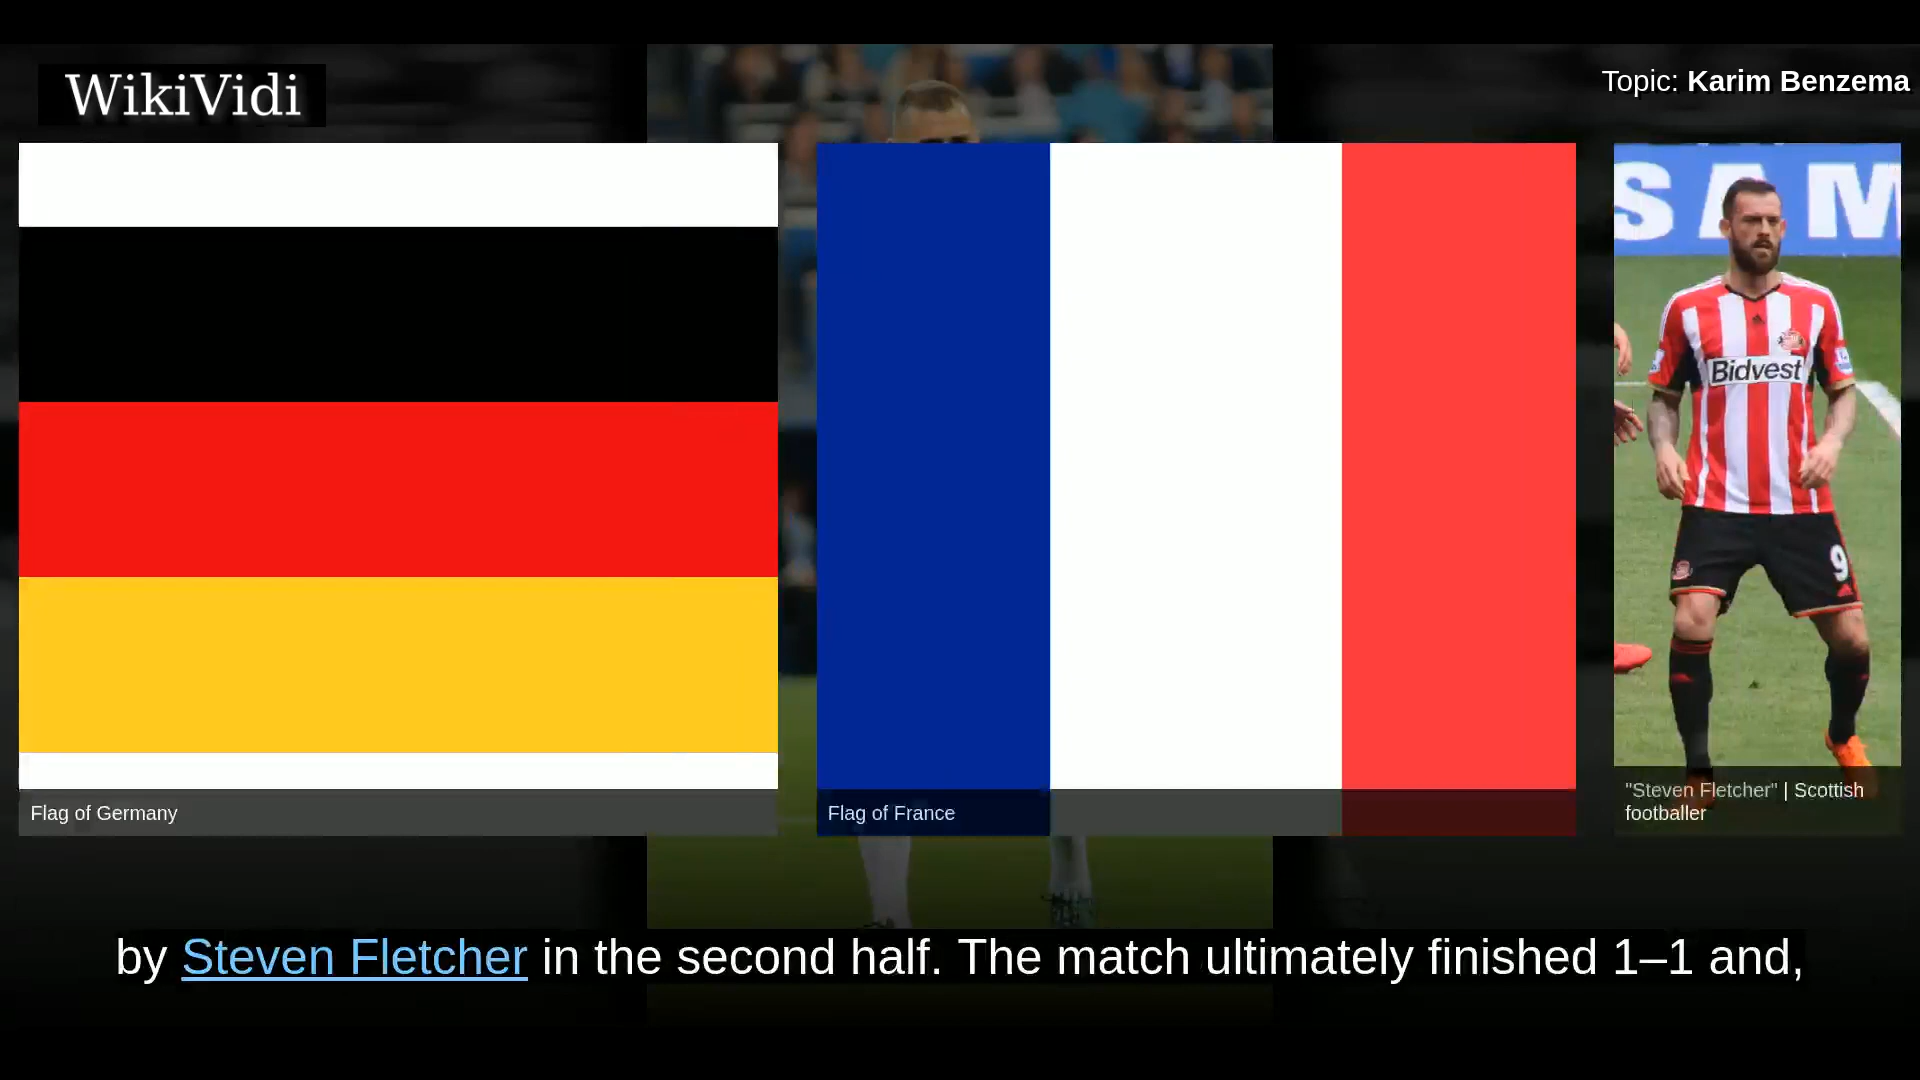 WikiVidi
Topic: Karim Benzema
SAM
Bidvest
9
Flag of Germany
Flag of France
"Steven Fletcher" | Scottish
footballer
by Steven Fletcher in the second half. The match ultimately finished 1–1 and,